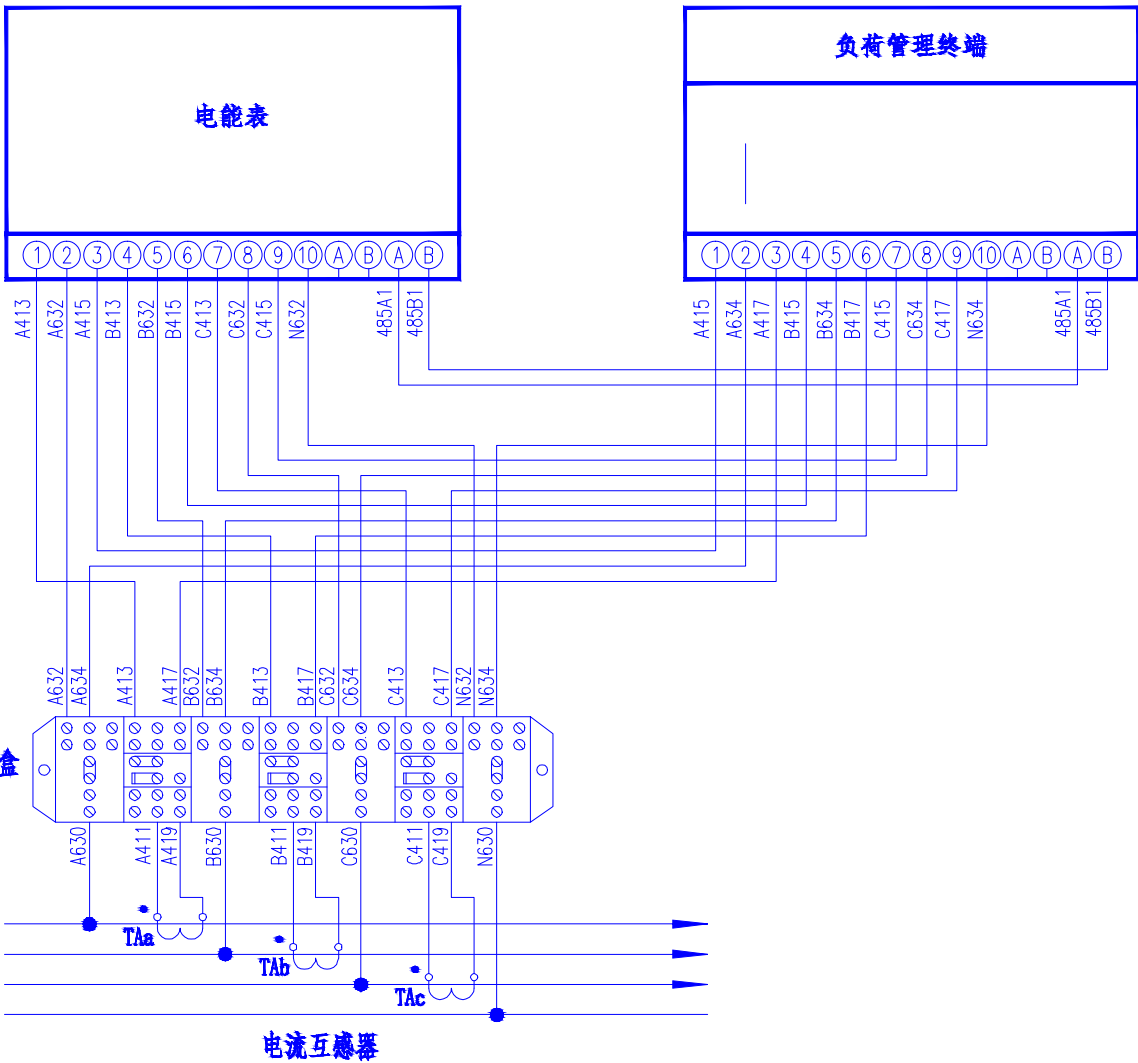 负荷管理终端
电能表
1 2 3 4 5 6 7 8 9 10 A B A B
1 2 3 4 5 6 7 8 9 10 A B A B
A413 A632 A415 B413 B632 B415 C413 C632 C415 N632 485A1 485B1
A415 A634 A417 B415 B634 B417 C415 C634 C417 N634 485A1 485B1
A632 A634 A413 A417 B632 B634 B413 B417 C632 C634 C413 C417 N632 N634
盒
A630 A411 A419 B630 B411 B419 C630 C411 C419 N630
TAa
TAb
TAc
电流互感器